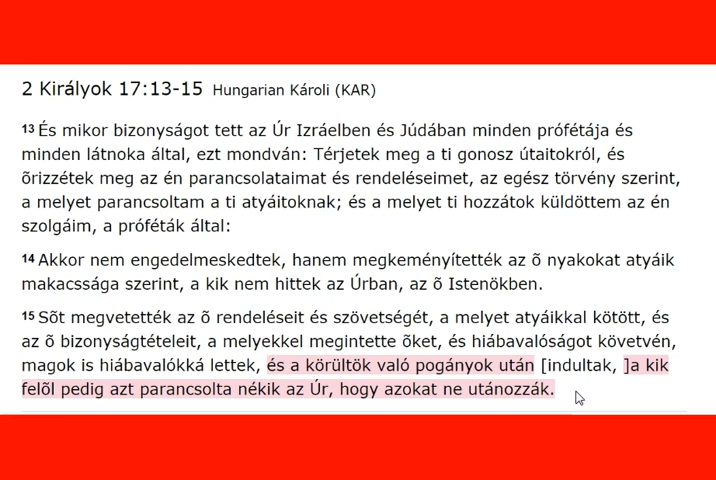 2 Királyok 17:13-15 Hungarian Károli (KAR)
13 És mikor bizonyságot tett az Úr Izráelben és Júdában minden prófétája és
minden látnoka által, ezt mondván: Térjetek meg a ti gonosz útaitokról, és
õrizzétek meg az én parancsolataimat és rendeléseimet, az egész törvény szerint,
a melyet parancsoltam a ti atyáitoknak; és a melyet ti hozzátok küldöttem az én
szolgáim, a próféták által:
14 Akkor nem engedelmeskedtek, hanem megkeményítették az õ nyakokat atyáik
makacssága szerint, a kik nem hittek az Úrban, az õ Istenökben.
15 Sõt megvetették az õ rendeléseit és szövetségét, a melyet atyáikkal kötött, és
az õ bizonyságtételeit, a melyekkel megintette õket, és hiábavalóságot követvén,
magok is hiábavalókká lettek, és a körültök való pogányok után [indultak, ]a kik
felõl pedig azt parancsolta nékik az Úr, hogy azokat ne utánozzák.